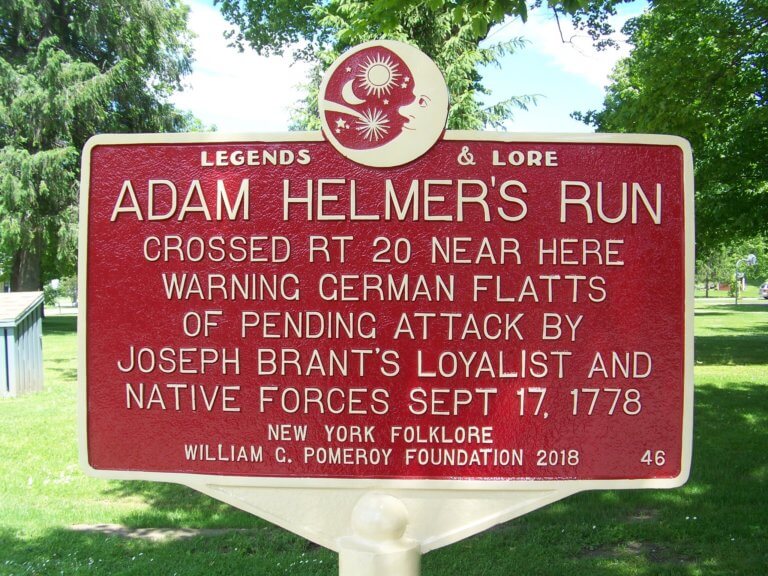 LEGENDS & LORE
ADAM HELMER'S RUN
CROSSED RT 20 NEAR HERE
WARNING GERMAN FLATTS
OF PENDING ATTACK BY
JOSEPH BRANT'S LOYALIST AND
NATIVE FORCES SEPT 17, 1778
NEW YORK FOLKLORE
WILLIAM G. POMEROY FOUNDATION 2018 46